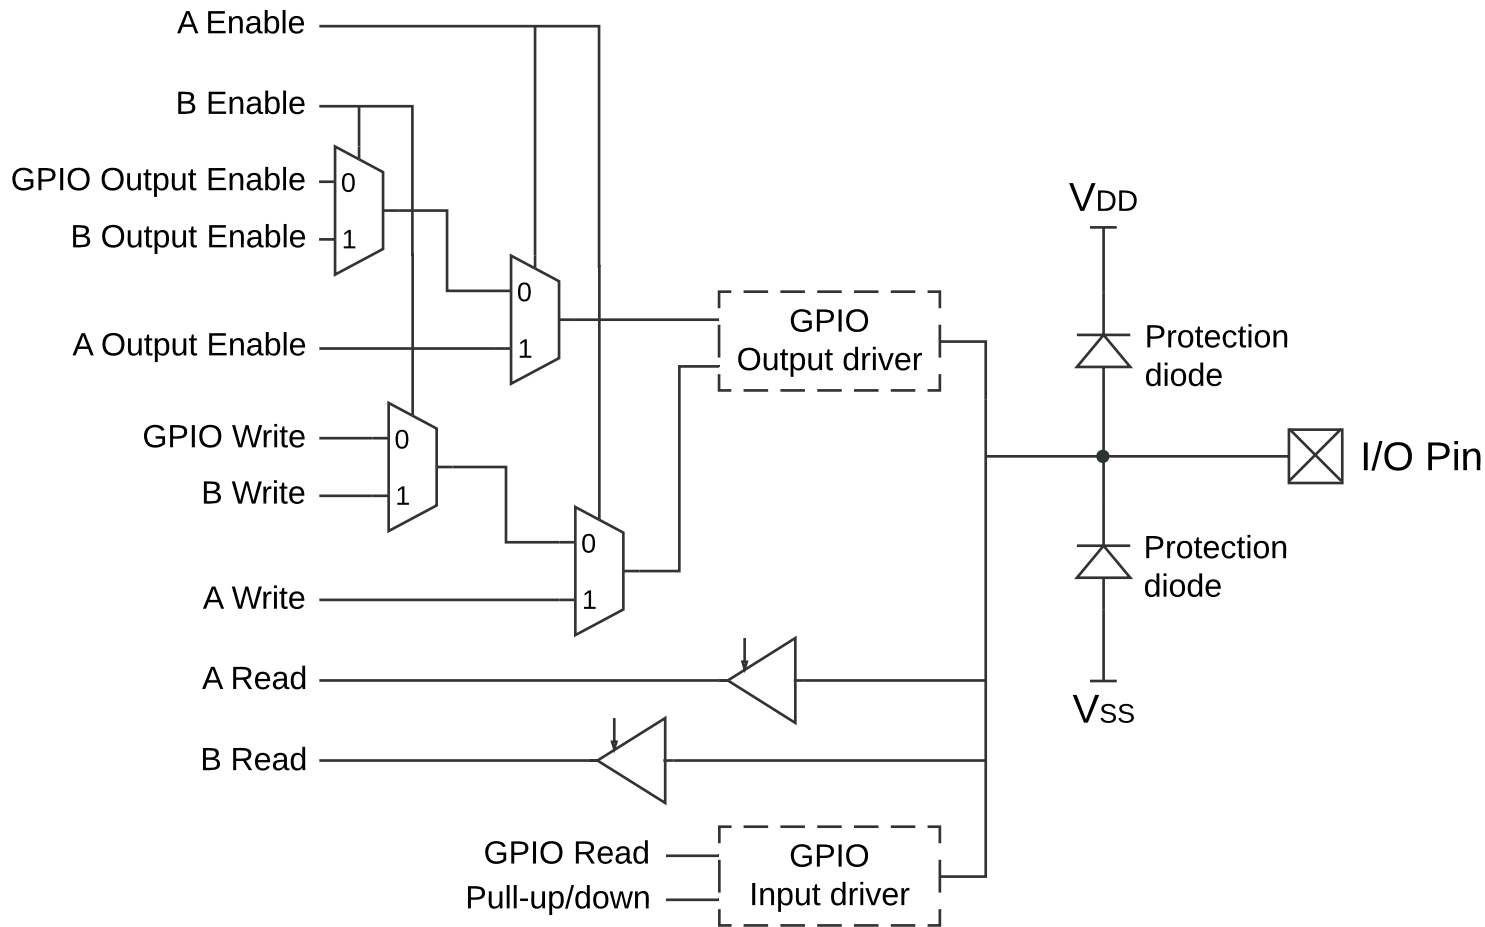 A Enable
B Enable
GPIO Output Enable
0
B Output Enable
1
VDD
0
GPIO
Output driver
A Output Enable
1
Protection
diode
GPIO Write
0
I/O Pin
B Write
1
0
Protection
diode
A Write
1
A Read
VSS
B Read
GPIO Read
GPIO
Input driver
Pull-up/down